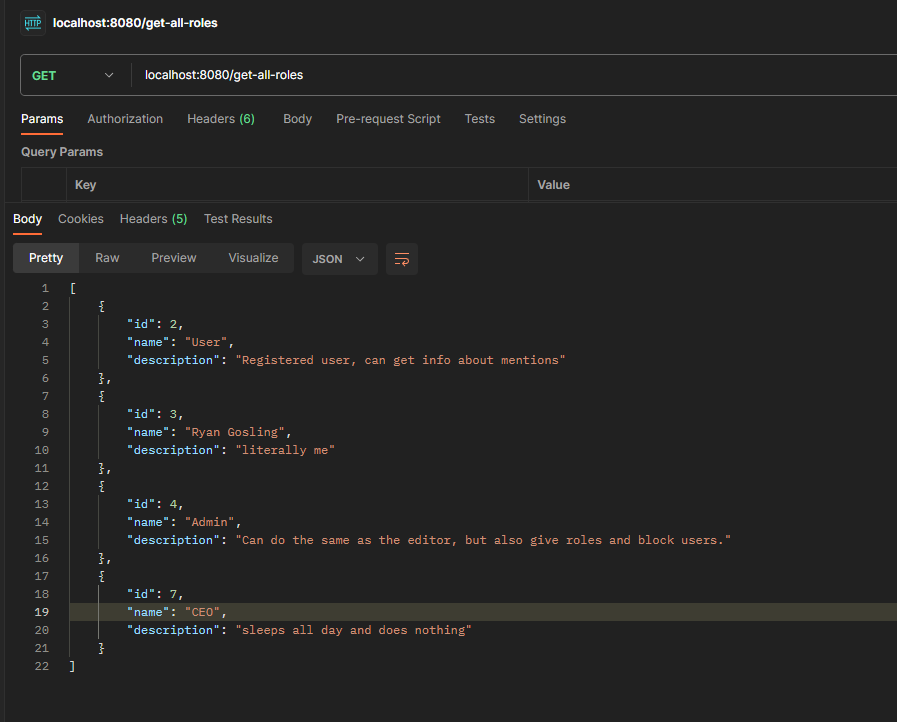 HTTP localhost:8080/get-all-roles
GET localhost:8080/get-all-roles
Params Authorization Headers (6) Body Pre-request Script Tests Settings
Query Params
Key Value
Body Cookies Headers (5) Test Results
Pretty Raw Preview Visualize JSON
1 [
2 {
3 "id": 2,
4 "name": "User",
5 "description": "Registered user, can get info about mentions"
6 },
7 {
8 "id": 3,
9 "name": "Ryan Gosling",
10 "description": "literally me"
11 },
12 {
13 "id": 4,
14 "name": "Admin",
15 "description": "Can do the same as the editor, but also give roles and block users."
16 },
17 {
18 "id": 7,
19 "name": "CEO",
20 "description": "sleeps all day and does nothing"
21 }
22 ]